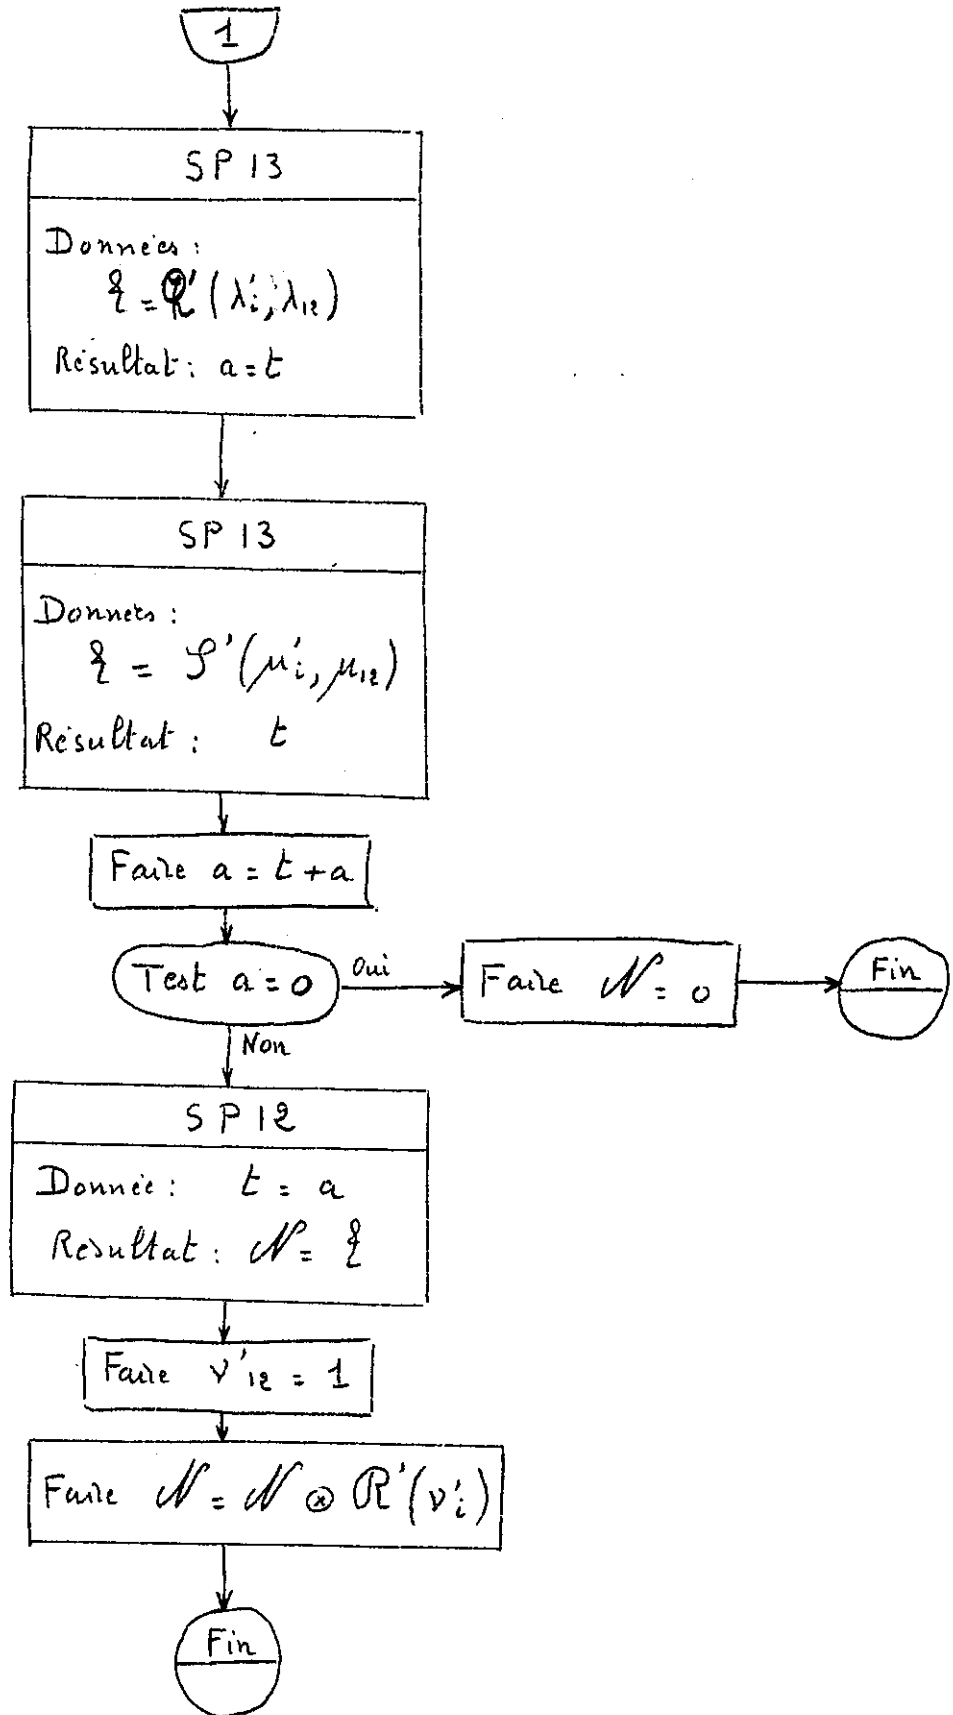 1
SP 13
Données :
ξ = Q'(λ'i, λ12)
Résultat : a = t
SP 13
Données :
ξ = S'(μ'i, μ12)
Résultat : t
Faire a = t + a
Test a = 0
Oui
Faire N = 0
Fin
Non
SP 12
Donnée : t = a
Résultat : N = ξ
Faire ν'12 = 1
Faire N = N ⊗ R'(ν'i)
Fin